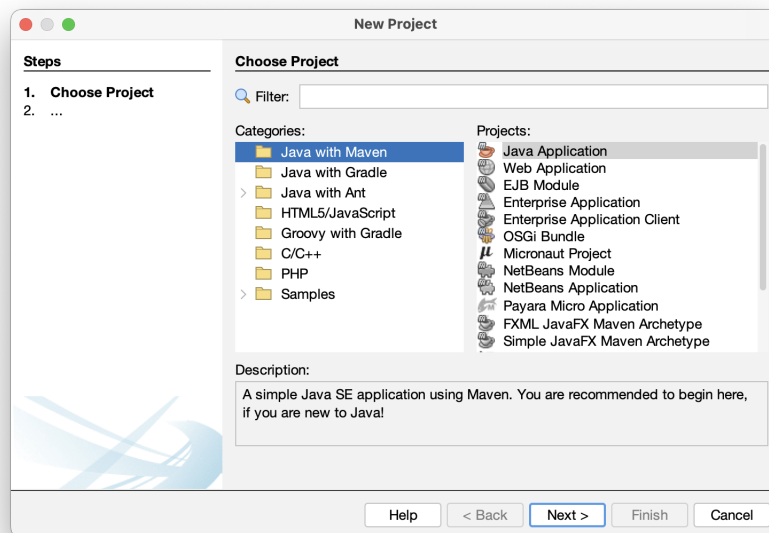 New Project
Steps
1. Choose Project
2. ...
Choose Project
Filter:
Categories:
Java with Maven
Java with Gradle
Java with Ant
HTML5/JavaScript
Groovy with Gradle
C/C++
PHP
Samples
Projects:
Java Application
Web Application
EJB Module
Enterprise Application
Enterprise Application Client
OSGi Bundle
Micronaut Project
NetBeans Module
NetBeans Application
Payara Micro Application
FXML JavaFX Maven Archetype
Simple JavaFX Maven Archetype
Description:
A simple Java SE application using Maven. You are recommended to begin here,
if you are new to Java!
Help
< Back
Next >
Finish
Cancel